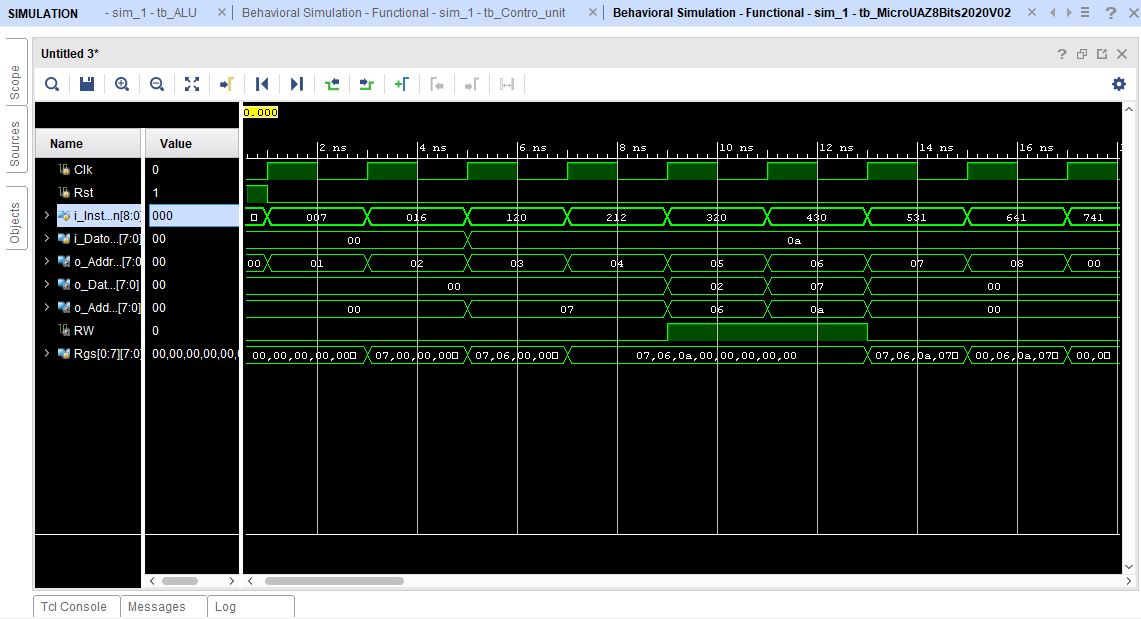 SIMULATION - sim_1 - tb_ALU Behavioral Simulation - Functional - sim_1 - tb_Contro_unit Behavioral Simulation - Functional - sim_1 - tb_MicroUAZ8Bits2020V02
Scope
Sources
Objects
Untitled 3*
0.000
Name Value
2 ns 4 ns 6 ns 8 ns 10 ns 12 ns 14 ns 16 ns
Clk 0
Rst 1
i_Inst...n[8:0] 000 007 016 120 212 320 430 531 641 741
i_Dato...[7:0] 00 00 0a
o_Addr...[7:0] 00 00 01 02 03 04 05 06 07 08 00
o_Dat...[7:0] 00 00 02 07 00
o_Add...[7:0] 00 00 07 06 0a 00
RW 0
Rgs[0:7][7:0] 00,00,00,00,00, 00,00,00,00,00 07,00,00,00 07,06,00,00 07,06,0a,00,00,00,00,00 07,06,0a,07 00,06,0a,07 00,0
Tcl Console Messages Log